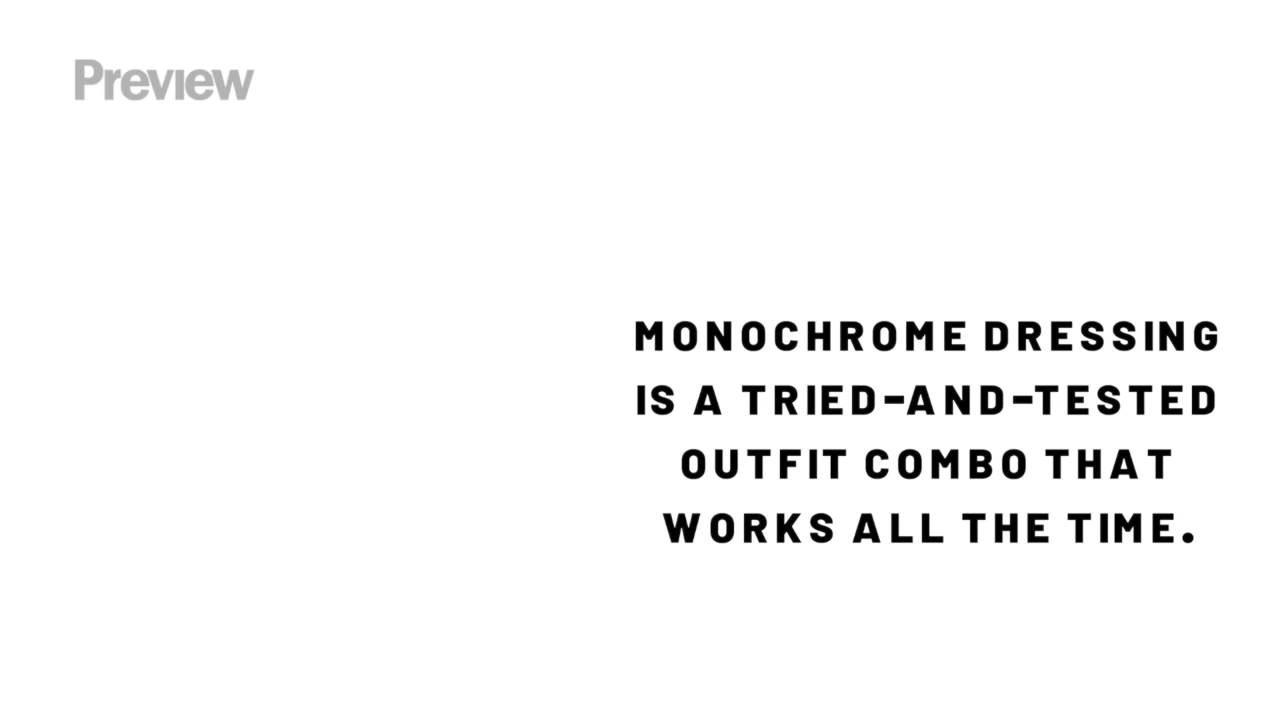 Preview
MONOCHROME DRESSING
IS A TRIED-AND-TESTED
OUTFIT COMBO THAT
WORKS ALL THE TIME.